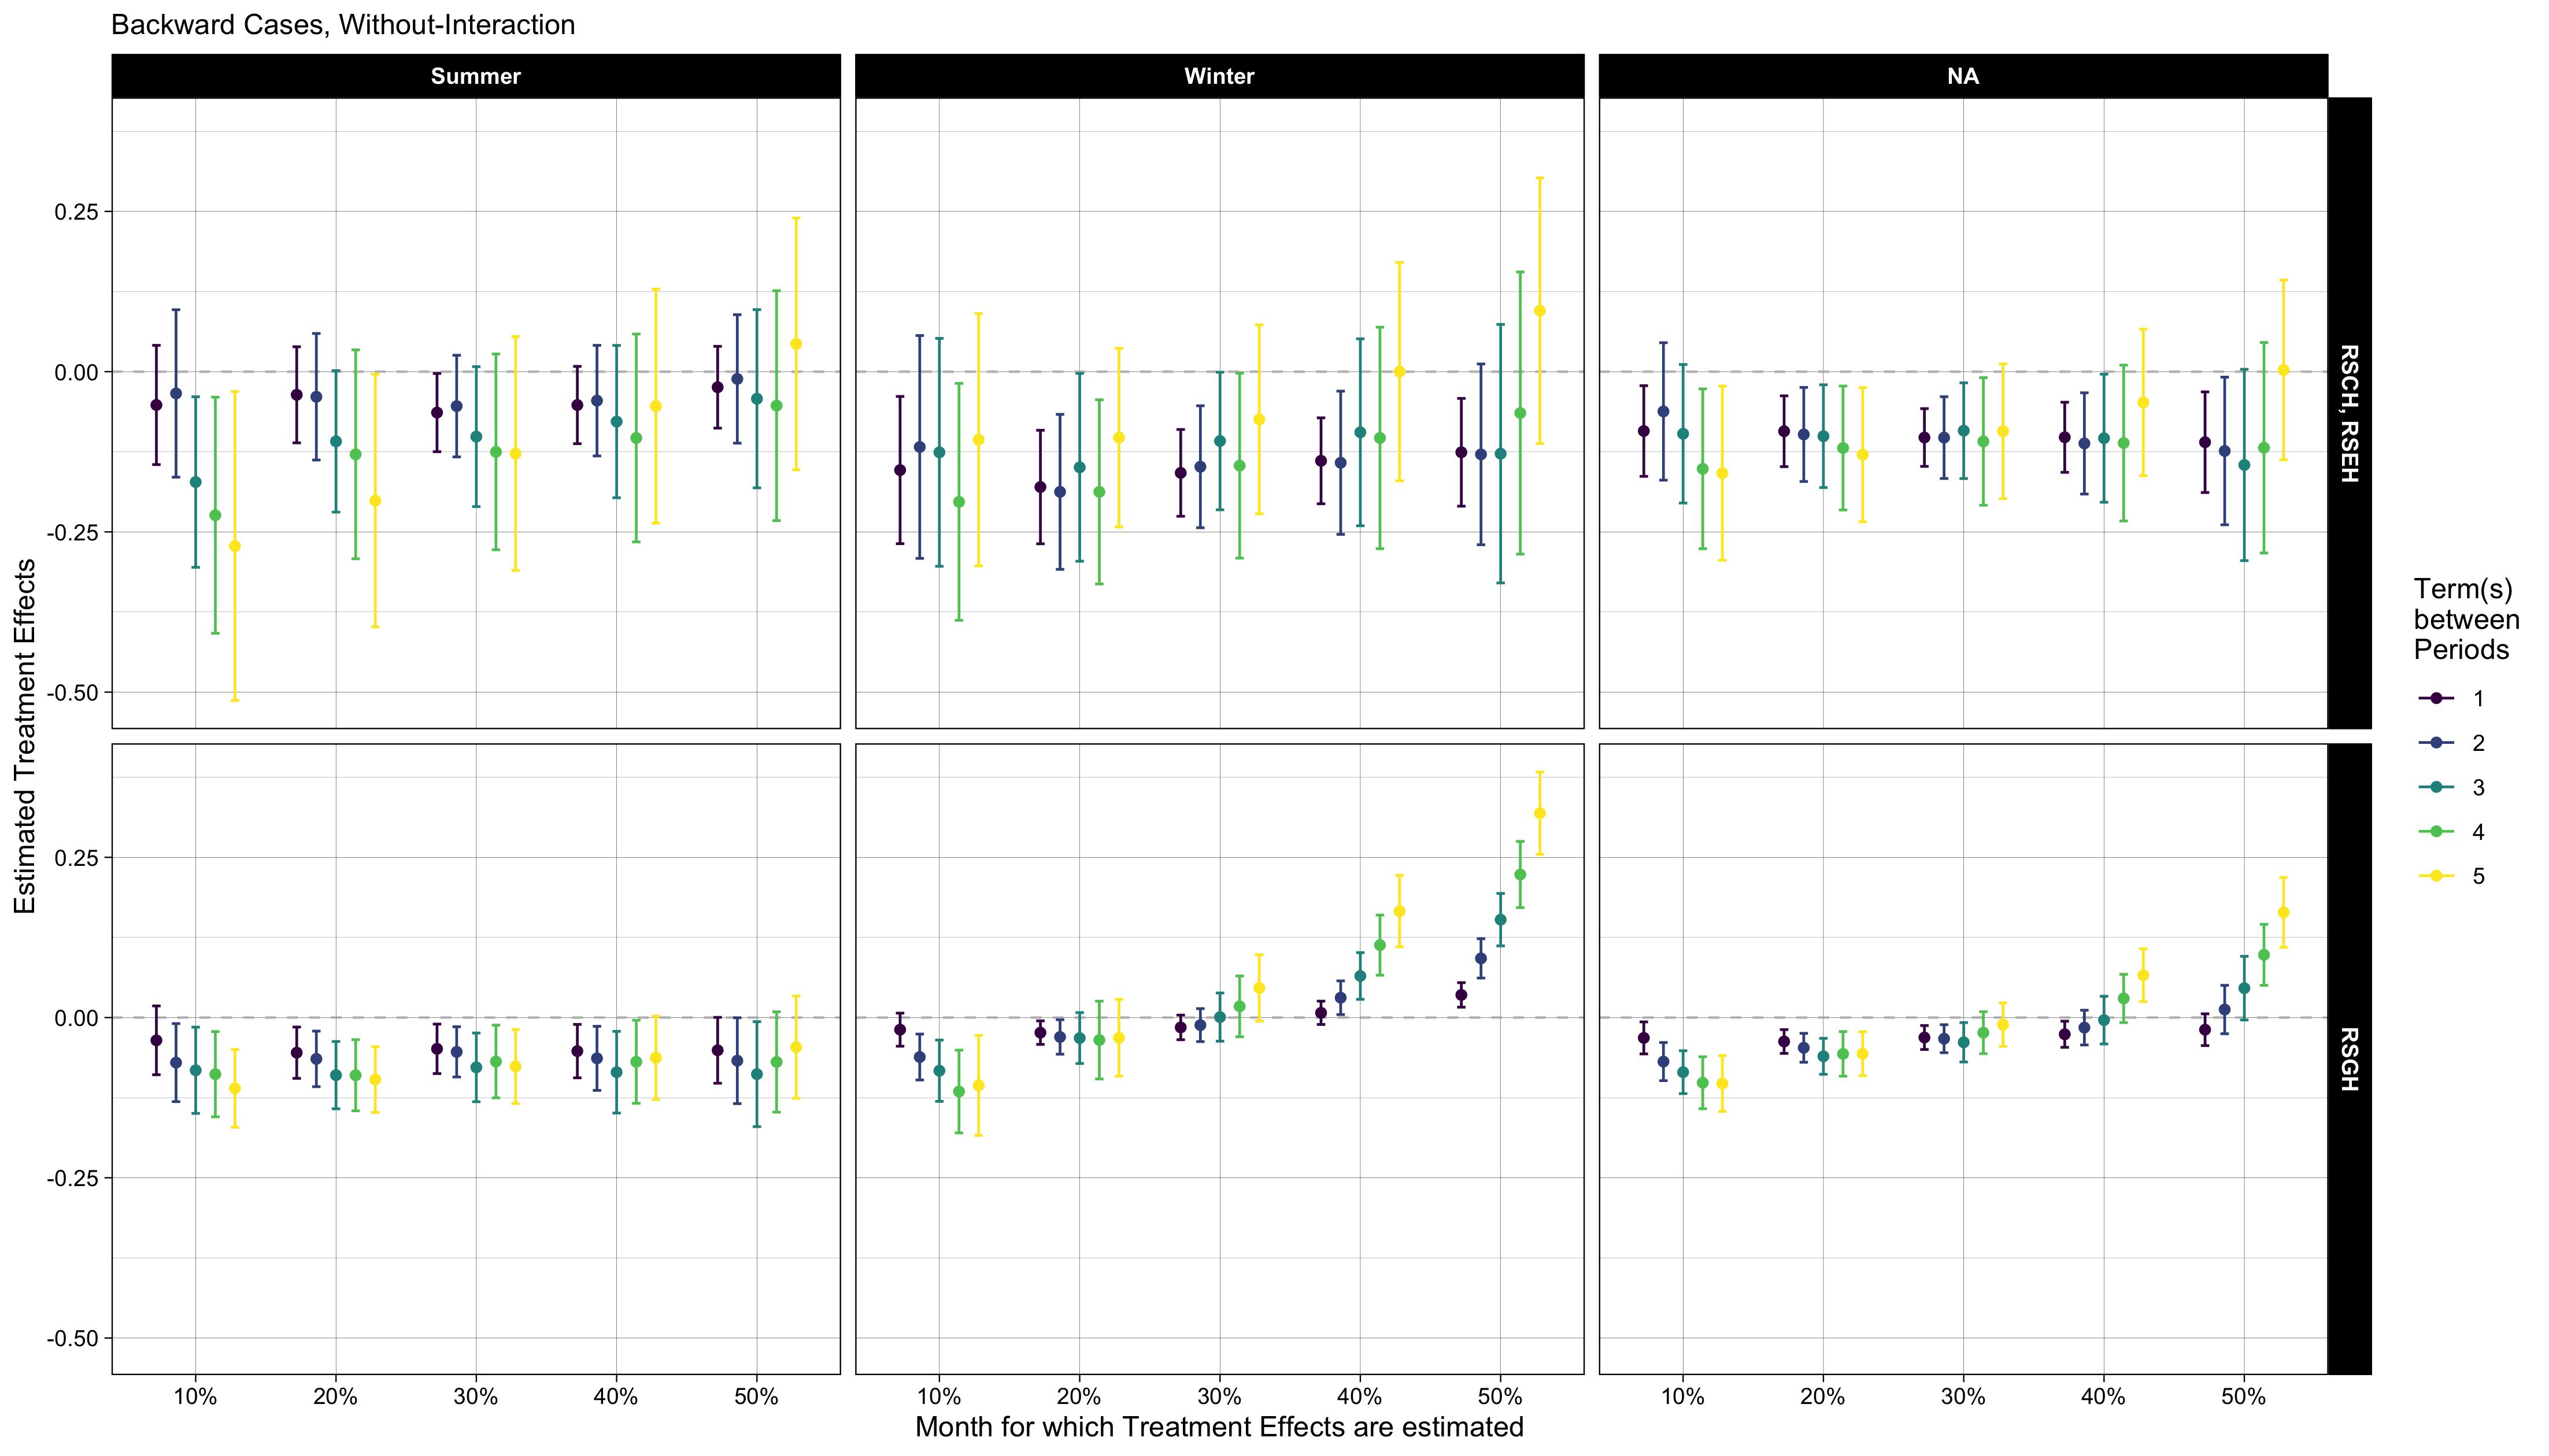 Backward Cases, Without-Interaction
Summer
Winter
NA
RSCH, RSEH
RSGH
Estimated Treatment Effects
0.25
0.00
-0.25
-0.50
0.25
0.00
-0.25
-0.50
10%
20%
30%
40%
50%
10%
20%
30%
40%
50%
10%
20%
30%
40%
50%
Month for which Treatment Effects are estimated
Term(s)
between
Periods
1
2
3
4
5